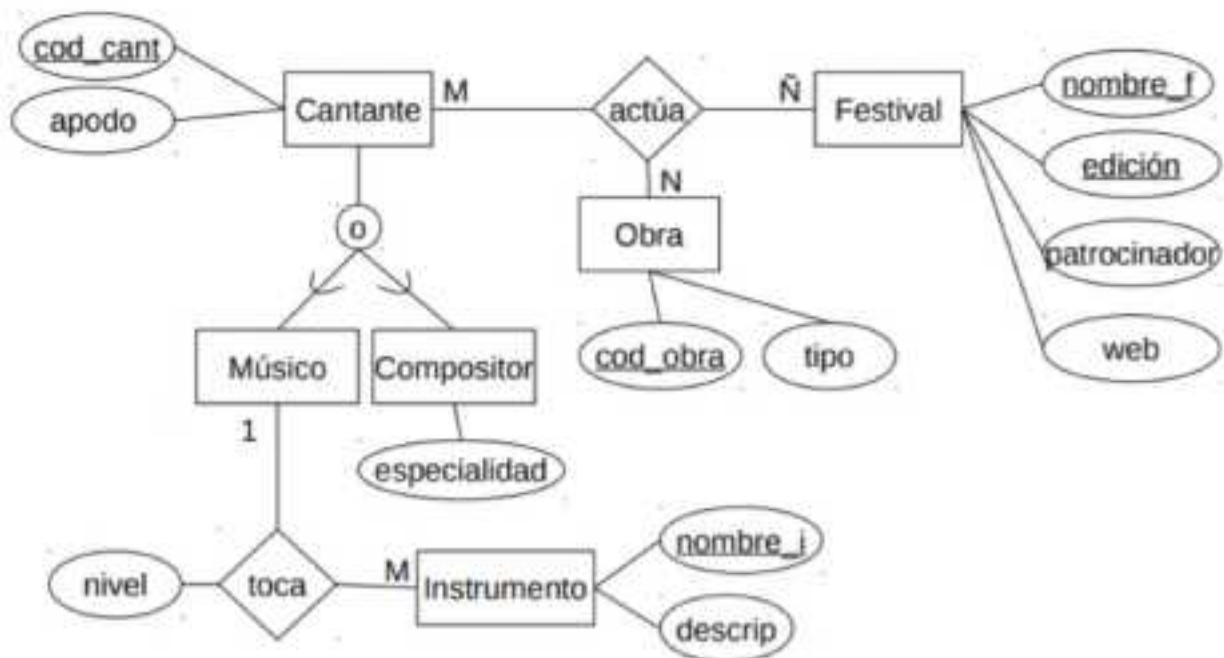 cod_cant
apodo
Cantante
M
actúa
Ñ
Festival
nombre_f
edición
patrocinador
web
N
Obra
cod_obra
tipo
o
Músico
Compositor
1
especialidad
nivel
toca
M
Instrumento
nombre_i
descrip